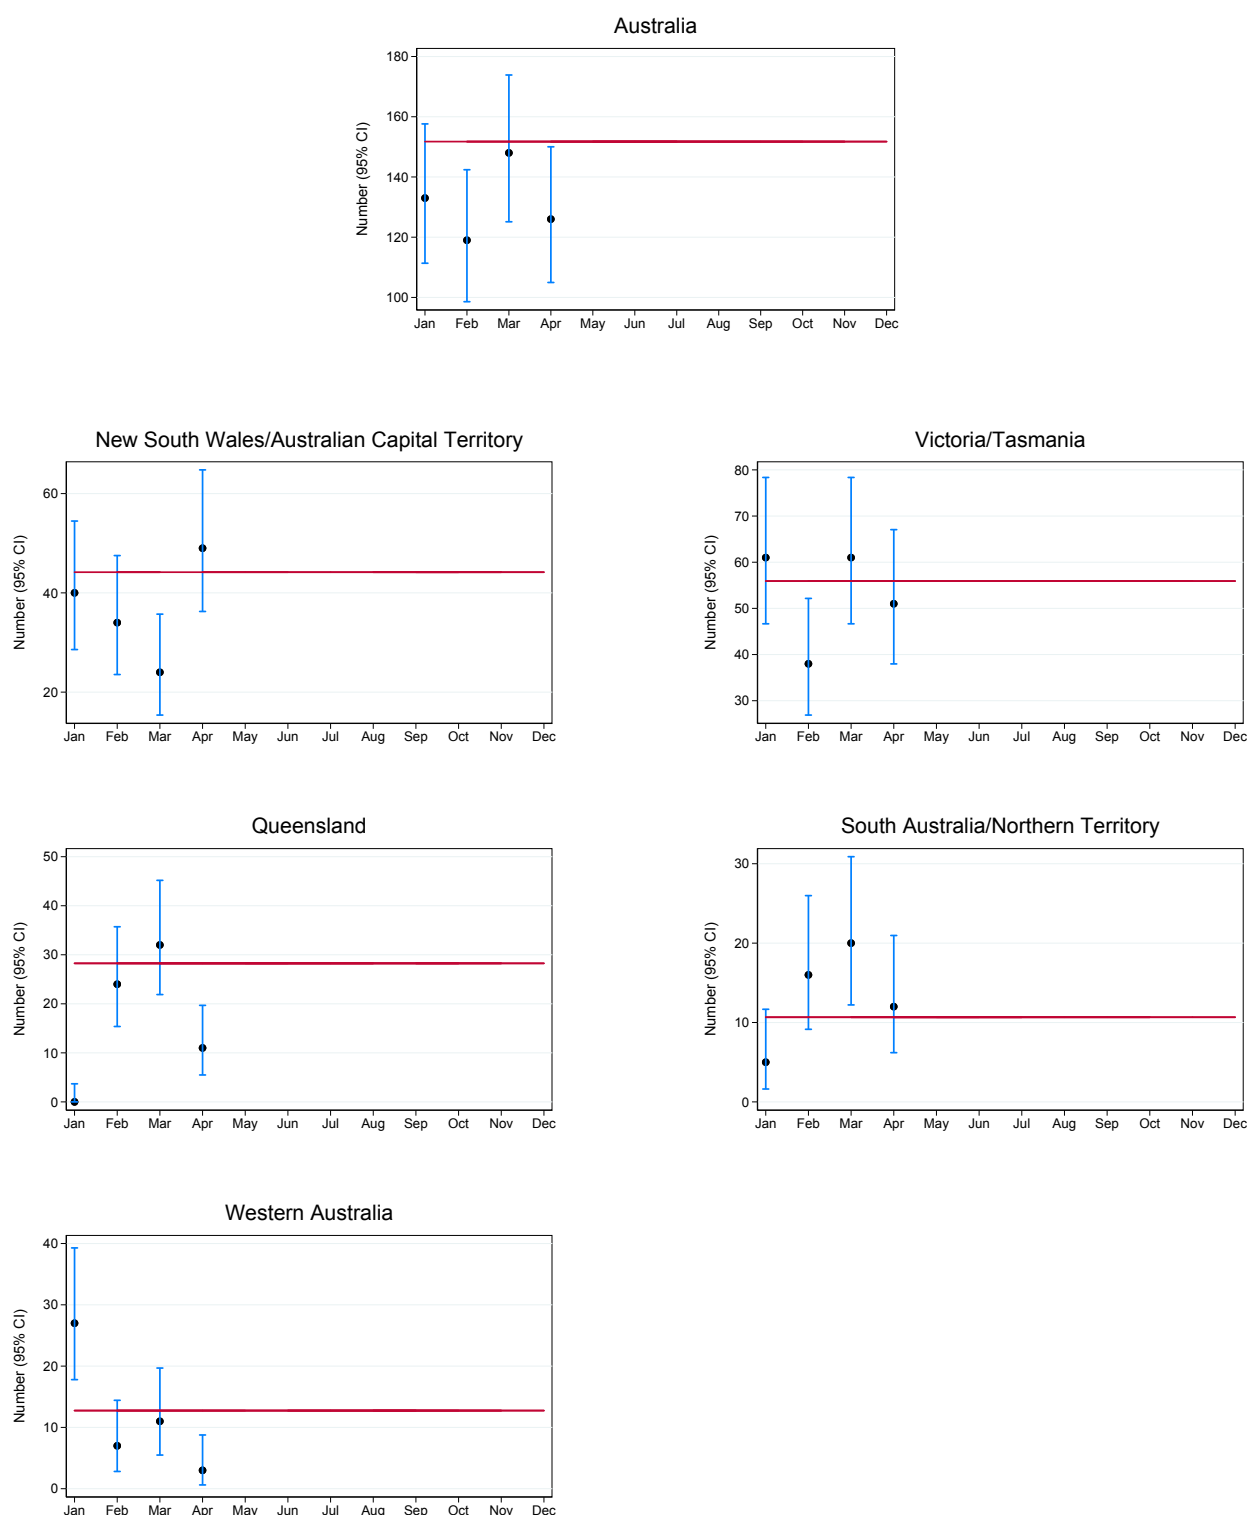 Australia
Number (95% CI)
180
160
140
120
100
Jan Feb Mar Apr May Jun Jul Aug Sep Oct Nov Dec
New South Wales/Australian Capital Territory
Number (95% CI)
60
40
20
Jan Feb Mar Apr May Jun Jul Aug Sep Oct Nov Dec
Victoria/Tasmania
Number (95% CI)
80
70
60
50
40
30
Jan Feb Mar Apr May Jun Jul Aug Sep Oct Nov Dec
Queensland
Number (95% CI)
50
40
30
20
10
0
Jan Feb Mar Apr May Jun Jul Aug Sep Oct Nov Dec
South Australia/Northern Territory
Number (95% CI)
30
20
10
0
Jan Feb Mar Apr May Jun Jul Aug Sep Oct Nov Dec
Western Australia
Number (95% CI)
40
30
20
10
0
Jan Feb Mar Apr May Jun Jul Aug Sep Oct Nov Dec